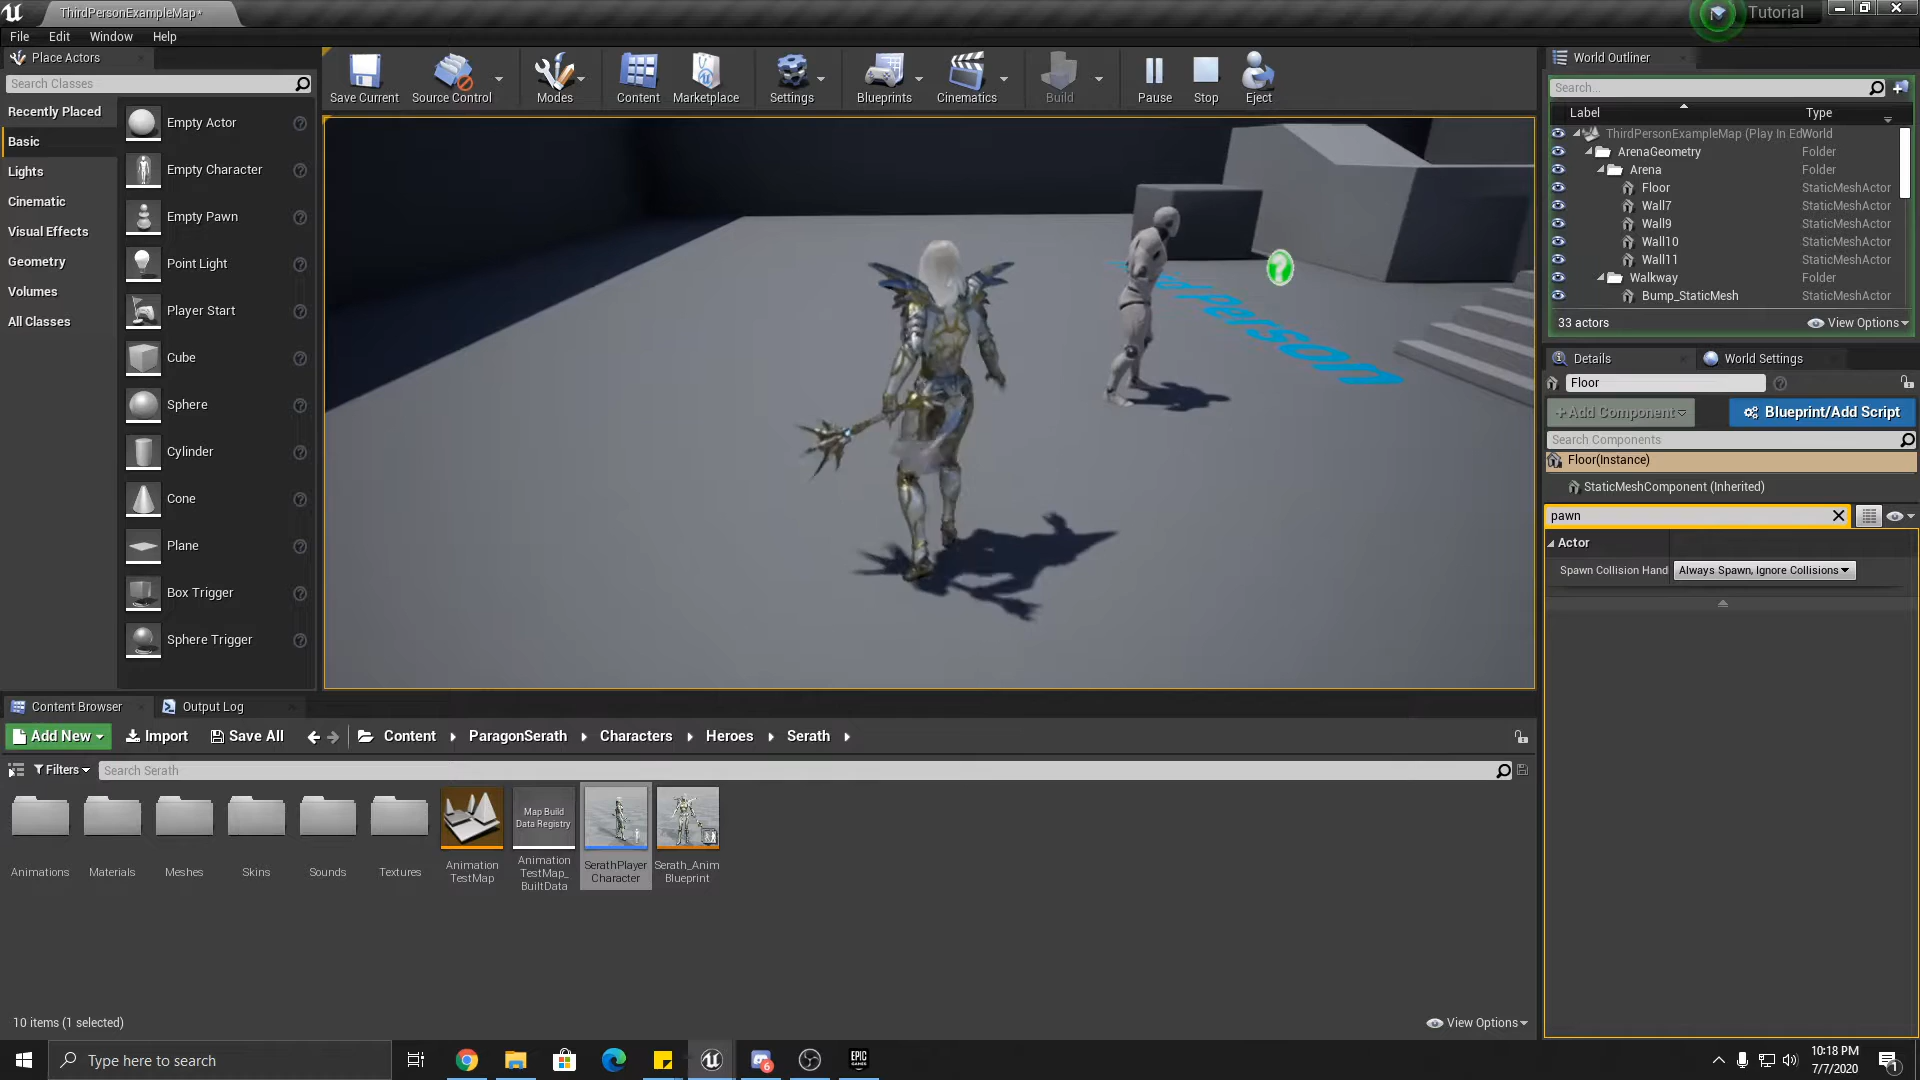 ThirdPersonExampleMap*
Tutorial
File Edit Window Help
Place Actors
Search Classes
Recently Placed
Basic
Lights
Cinematic
Visual Effects
Geometry
Volumes
All Classes
Empty Actor
Empty Character
Empty Pawn
Point Light
Player Start
Cube
Sphere
Cylinder
Cone
Plane
Box Trigger
Sphere Trigger
Save Current Source Control Modes Content Marketplace Settings Blueprints Cinematics Build Pause Stop Eject
Person
World Outliner
Search...
Label Type
ThirdPersonExampleMap (Play In Ed World
ArenaGeometry Folder
Arena Folder
Floor StaticMeshActor
Wall7 StaticMeshActor
Wall9 StaticMeshActor
Wall10 StaticMeshActor
Wall11 StaticMeshActor
Walkway Folder
Bump_StaticMesh StaticMeshActor
33 actors View Options
Details World Settings
Floor
+Add Component Blueprint/Add Script
Search Components
Floor(Instance)
StaticMeshComponent (Inherited)
pawn
Actor
Spawn Collision Hand Always Spawn, Ignore Collisions
Content Browser Output Log
Add New Import Save All Content ParagonSerath Characters Heroes Serath
Filters Search Serath
Map Build
Data Registry
Animations Materials Meshes Skins Sounds Textures
Animation
TestMap
Animation
TestMap_
BuiltData
SerathPlayer
Character
Serath_Anim
Blueprint
10 items (1 selected) View Options
Type here to search
6
EPIC
GAMES
10:18 PM
7/7/2020
1